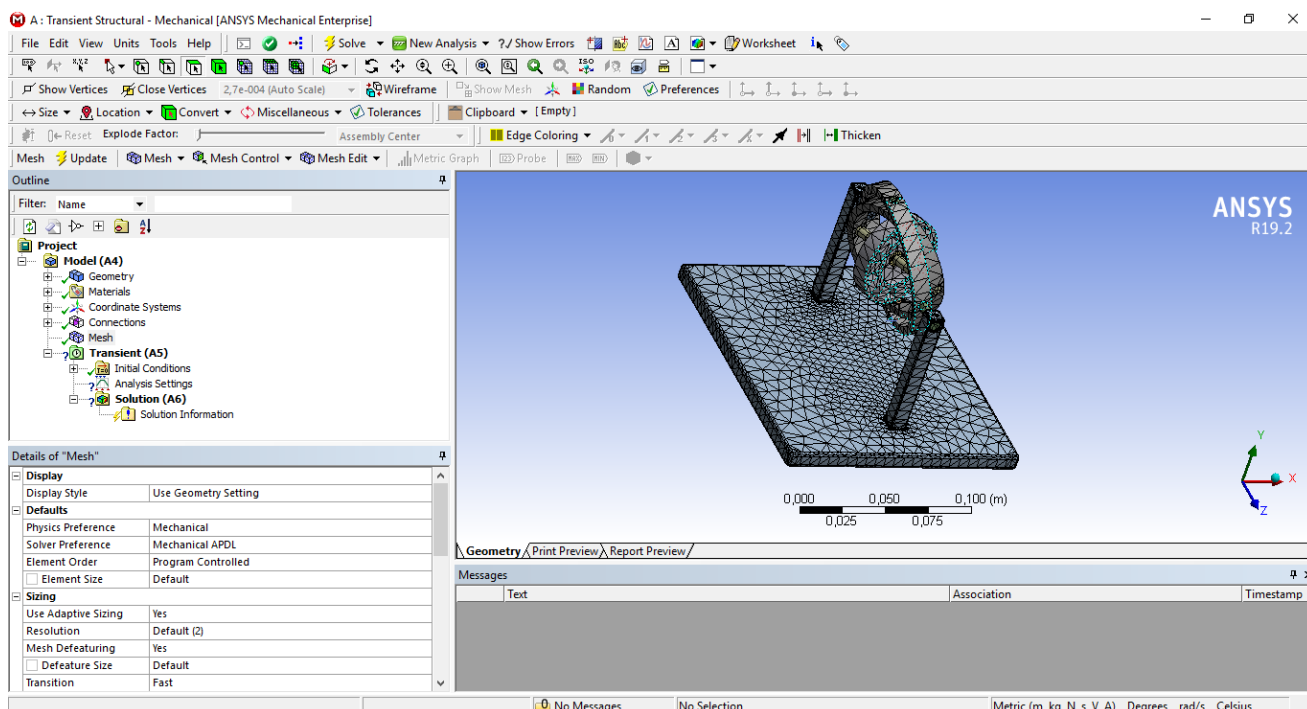 A : Transient Structural - Mechanical [ANSYS Mechanical Enterprise]
File Edit View Units Tools Help Solve New Analysis ?/ Show Errors Worksheet
Show Vertices Close Vertices 2,7e-004 (Auto Scale) Wireframe Show Mesh Random Preferences
Size Location Convert Miscellaneous Tolerances Clipboard [ Empty ]
Reset Explode Factor: Assembly Center Edge Coloring Thicken
Mesh Update Mesh Mesh Control Mesh Edit Metric Graph Probe
Outline
Filter: Name
Project
Model (A4)
Geometry
Materials
Coordinate Systems
Connections
Mesh
Transient (A5)
Initial Conditions
Analysis Settings
Solution (A6)
Solution Information
Details of "Mesh"
Display
Display Style Use Geometry Setting
Defaults
Physics Preference Mechanical
Solver Preference Mechanical APDL
Element Order Program Controlled
Element Size Default
Sizing
Use Adaptive Sizing Yes
Resolution Default (2)
Mesh Defeaturing Yes
Defeature Size Default
Transition Fast
ANSYS
R19.2
Y
X
Z
0,000 0,050 0,100 (m)
0,025 0,075
Geometry Print Preview Report Preview
Messages
Text Association Timestamp
0 No Messages No Selection Metric (m, kg, N, s, V, A) Degrees rad/s Celsius